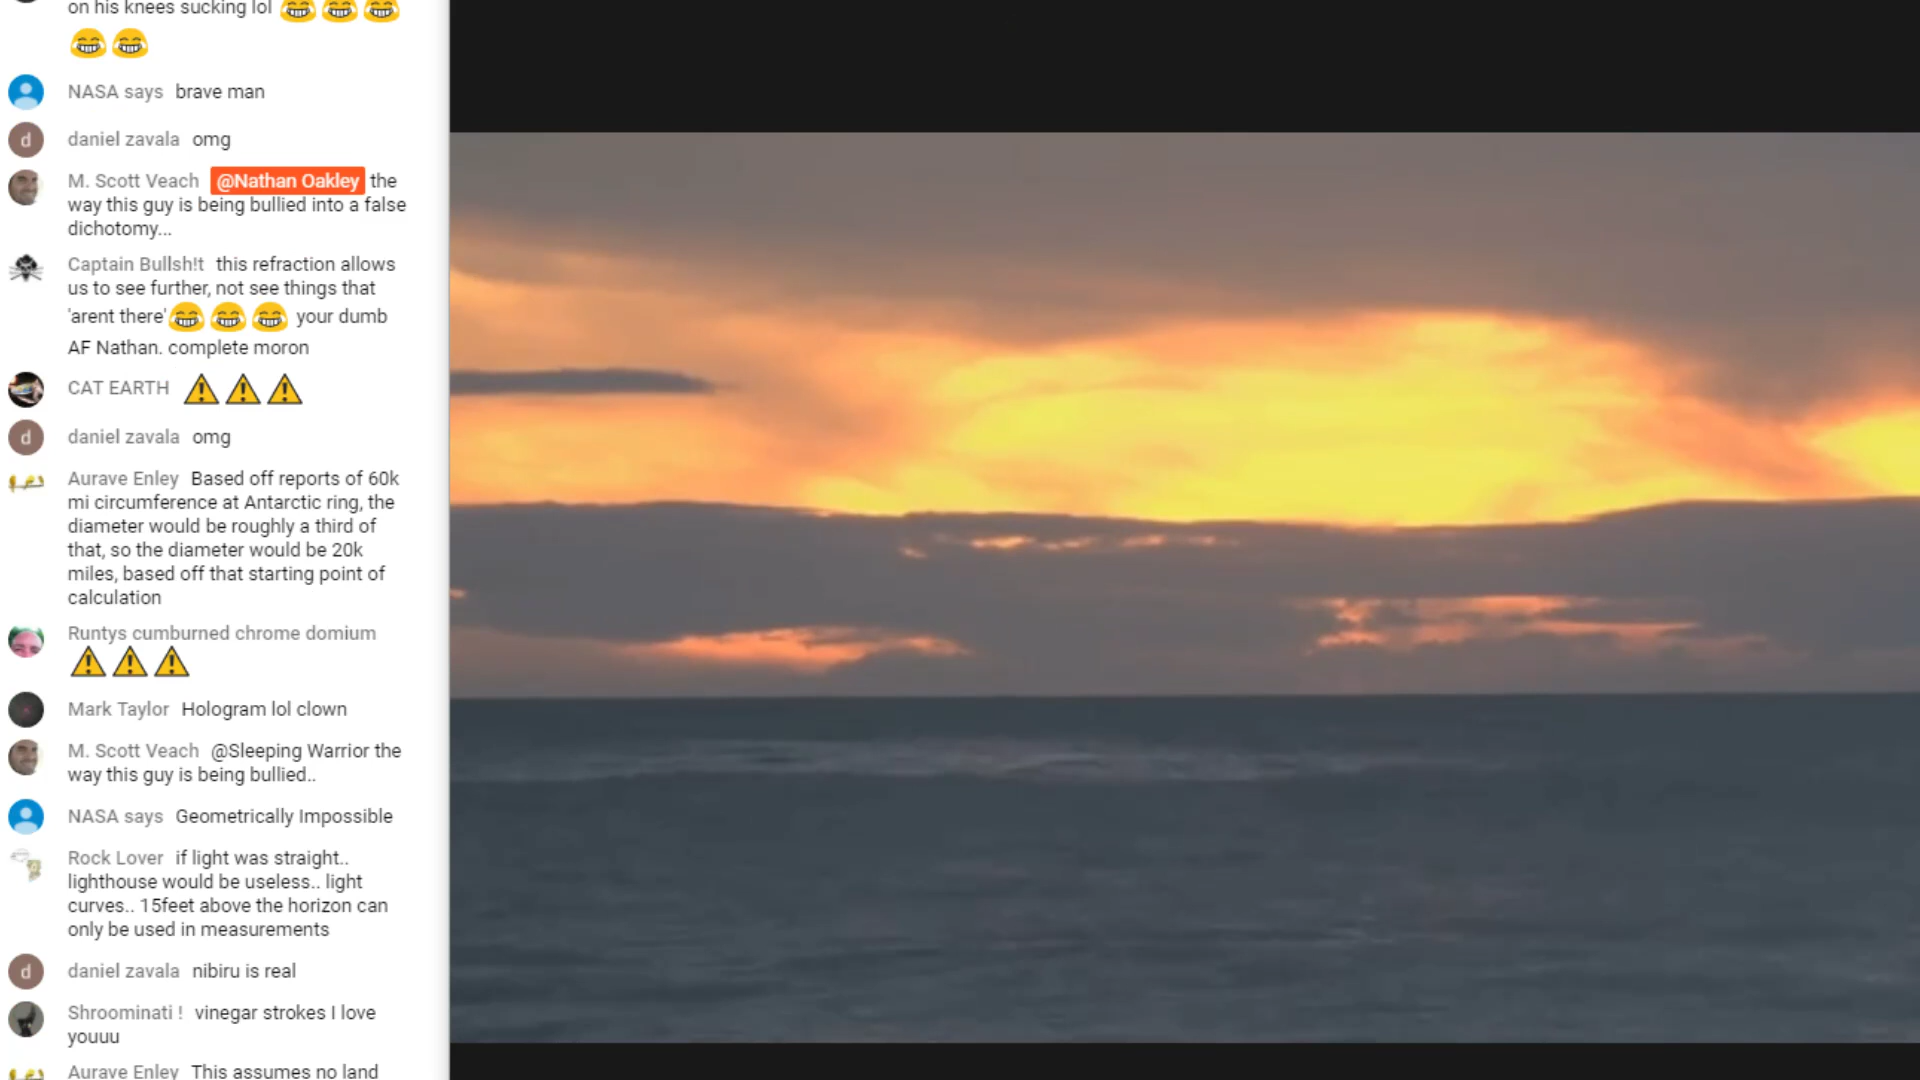 on his knees sucking lol
NASA says brave man
daniel zavala omg
M. Scott Veach @Nathan Oakley the
way this guy is being bullied into a false
dichotomy...
Captain Bullsh!t this refraction allows
us to see further, not see things that
'arent there' your dumb
AF Nathan. complete moron
CAT EARTH
daniel zavala omg
Aurave Enley Based off reports of 60k
mi circumference at Antarctic ring, the
diameter would be roughly a third of
that, so the diameter would be 20k
miles, based off that starting point of
calculation
Runtys cumburned chrome domium
Mark Taylor Hologram lol clown
M. Scott Veach @Sleeping Warrior the
way this guy is being bullied..
NASA says Geometrically Impossible
Rock Lover if light was straight..
lighthouse would be useless.. light
curves.. 15feet above the horizon can
only be used in measurements
daniel zavala nibiru is real
Shroominati ! vinegar strokes I love
youuu
Aurave Enley This assumes no land